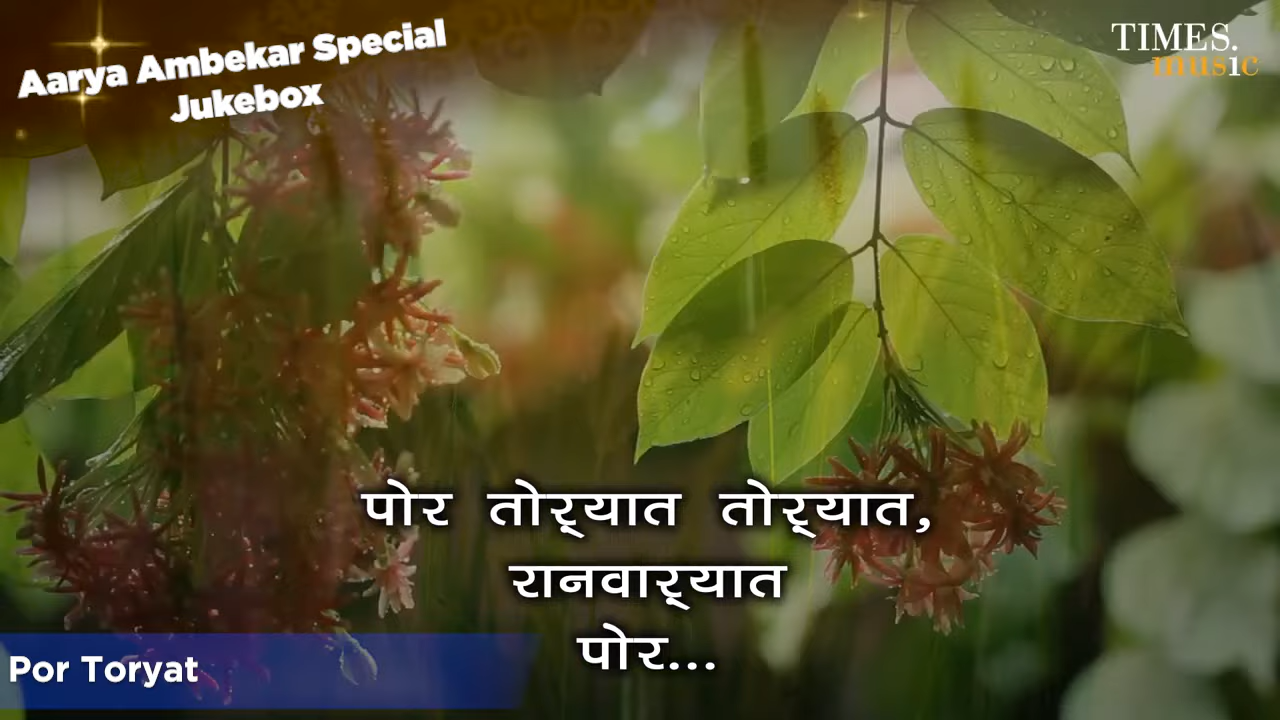 Aarya Ambekar Special
Jukebox
TIMES.
music
पोर तोऱ्यात तोऱ्यात,
रानवाऱ्यात
पोर...
Por Toryat